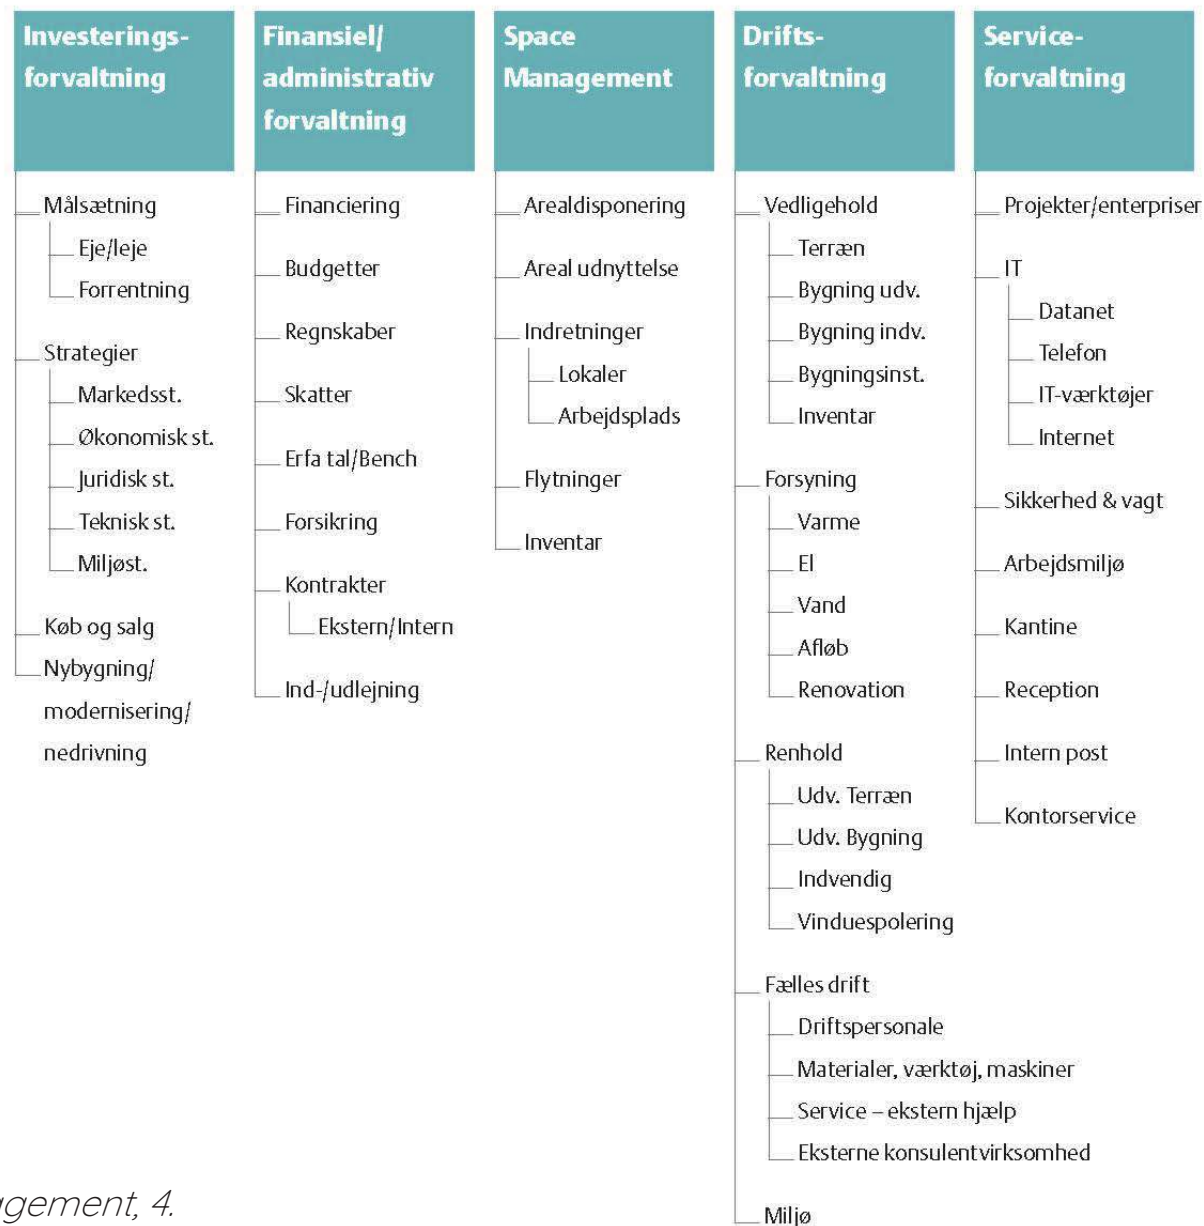 Investerings-
forvaltning
Målsætning
Eje/leje
Forrentning
Strategier
Markedsst.
Økonomisk st.
Juridisk st.
Teknisk st.
Miljøst.
Køb og salg
Nybygning/
modernisering/
nedrivning
Finansiel/
administrativ
forvaltning
Financiering
Budgetter
Regnskaber
Skatter
Erfa tal/Bench
Forsikring
Kontrakter
Ekstern/Intern
Ind-/udlejning
Space
Management
Arealdisponering
Areal udnyttelse
Indretninger
Lokaler
Arbejdsplads
Flytninger
Inventar
Drifts-
forvaltning
Vedligehold
Terræn
Bygning udv.
Bygning indv.
Bygningsinst.
Inventar
Forsyning
Varme
El
Vand
Afløb
Renovation
Renhold
Udv. Terræn
Udv. Bygning
Indvendig
Vinduespolering
Fælles drift
Driftspersonale
Materialer, værktøj, maskiner
Service – ekstern hjælp
Eksterne konsulentvirksomhed
Miljø
Service-
forvaltning
Projekter/enterpriser
IT
Datanet
Telefon
IT-værktøjer
Internet
Sikkerhed & vagt
Arbejdsmiljø
Kantine
Reception
Intern post
Kontorservice
agement, 4.